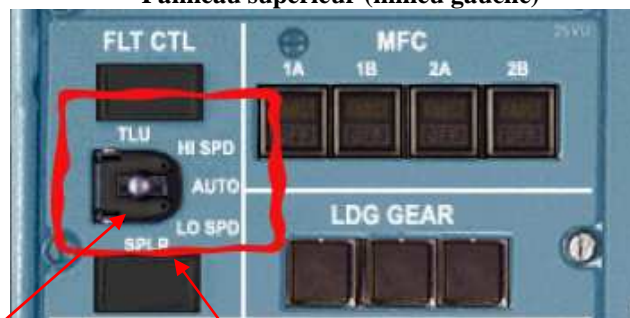 Panneau supérieur (milieu gauche)
FLT CTL
MFC
25VU
1A 1B 2A 2B
TLU
HI SPD
AUTO
LO SPD
LDG GEAR
SPLR